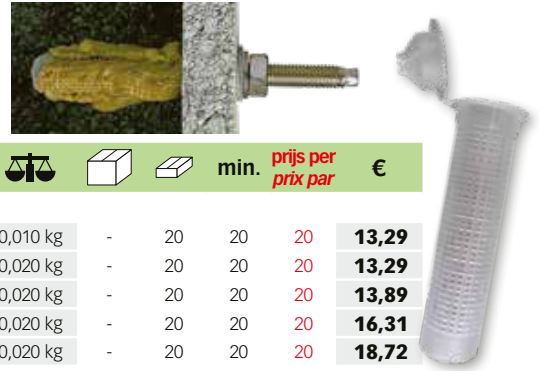 min. prijs per prix par €
0,010 kg - 20 20 20 13,29
0,020 kg - 20 20 20 13,29
0,020 kg - 20 20 20 13,89
0,020 kg - 20 20 20 16,31
0,020 kg - 20 20 20 18,72